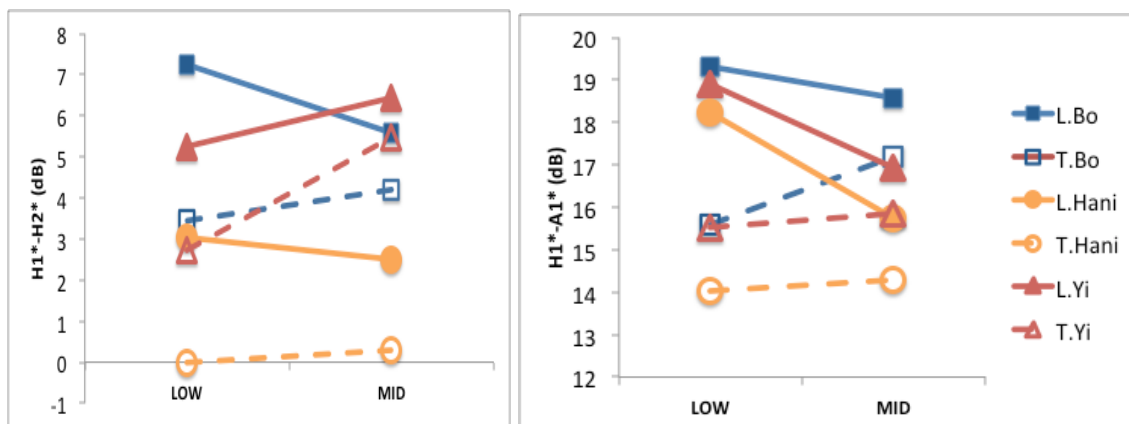 H1*-H2* (dB)
8
7
6
5
4
3
2
1
0
-1
LOW MID
H1*-A1* (dB)
20
19
18
17
16
15
14
13
12
LOW MID
L.Bo
T.Bo
L.Hani
T.Hani
L.Yi
T.Yi